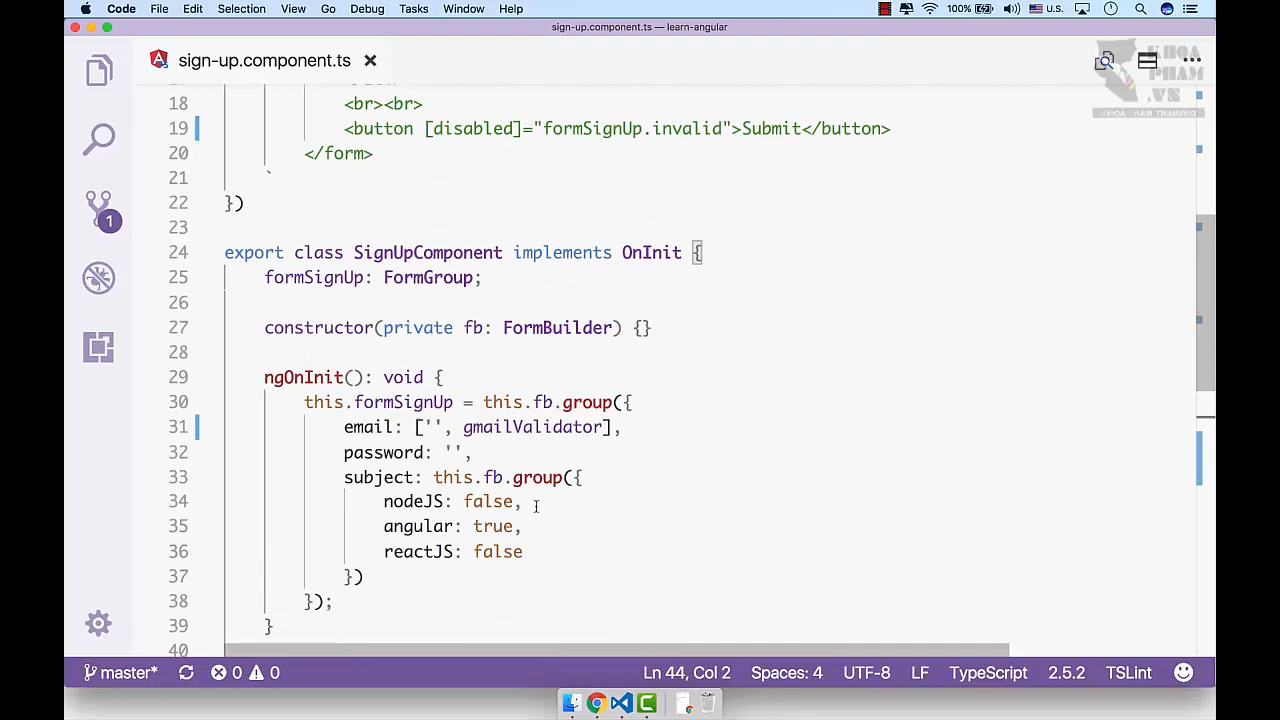 Code File Edit Selection View Go Debug Tasks Window Help 100% U.S.
sign-up.component.ts — learn-angular
sign-up.component.ts
KHOA
PHAM
.VN
18 <br><br>
19 <button [disabled]="formSignUp.invalid">Submit</button>
20 </form>
21 `
22 })
23
24 export class SignUpComponent implements OnInit {
25 formSignUp: FormGroup;
26
27 constructor(private fb: FormBuilder) {}
28
29 ngOnInit(): void {
30 this.formSignUp = this.fb.group({
31 email: ['', gmailValidator],
32 password: '',
33 subject: this.fb.group({
34 nodeJS: false,
35 angular: true,
36 reactJS: false
37 })
38 });
39 }
40
1
master* 0 0 Ln 44, Col 2 Spaces: 4 UTF-8 LF TypeScript 2.5.2 TSLint